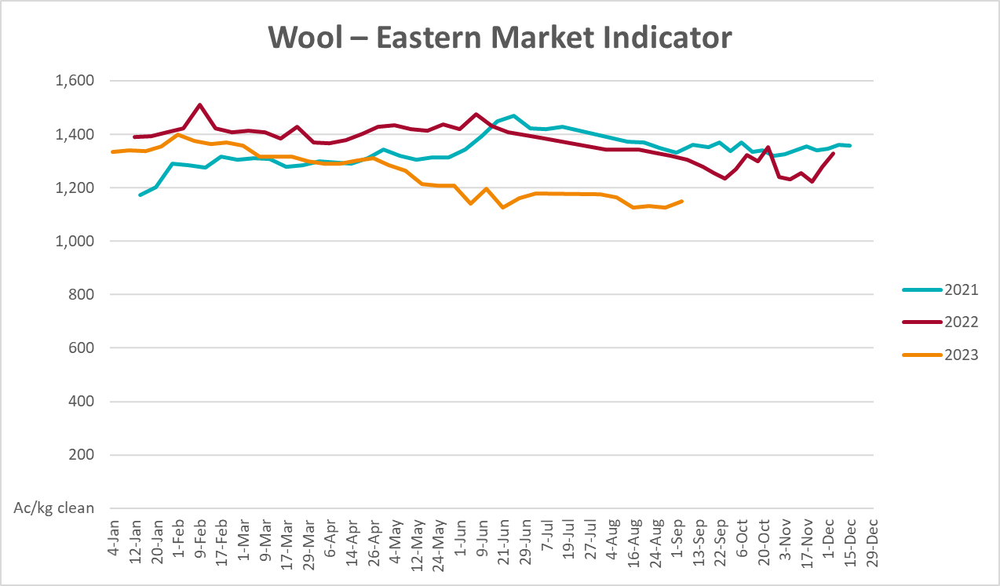 Wool – Eastern Market Indicator
1,600
1,400
1,200
1,000
800
600
400
200
Ac/kg clean
4-Jan
12-Jan
20-Jan
1-Feb
9-Feb
17-Feb
1-Mar
9-Mar
17-Mar
29-Mar
6-Apr
14-Apr
26-Apr
4-May
12-May
24-May
1-Jun
9-Jun
21-Jun
29-Jun
7-Jul
19-Jul
27-Jul
4-Aug
16-Aug
24-Aug
1-Sep
13-Sep
22-Sep
6-Oct
20-Oct
3-Nov
17-Nov
1-Dec
15-Dec
29-Dec
2021
2022
2023